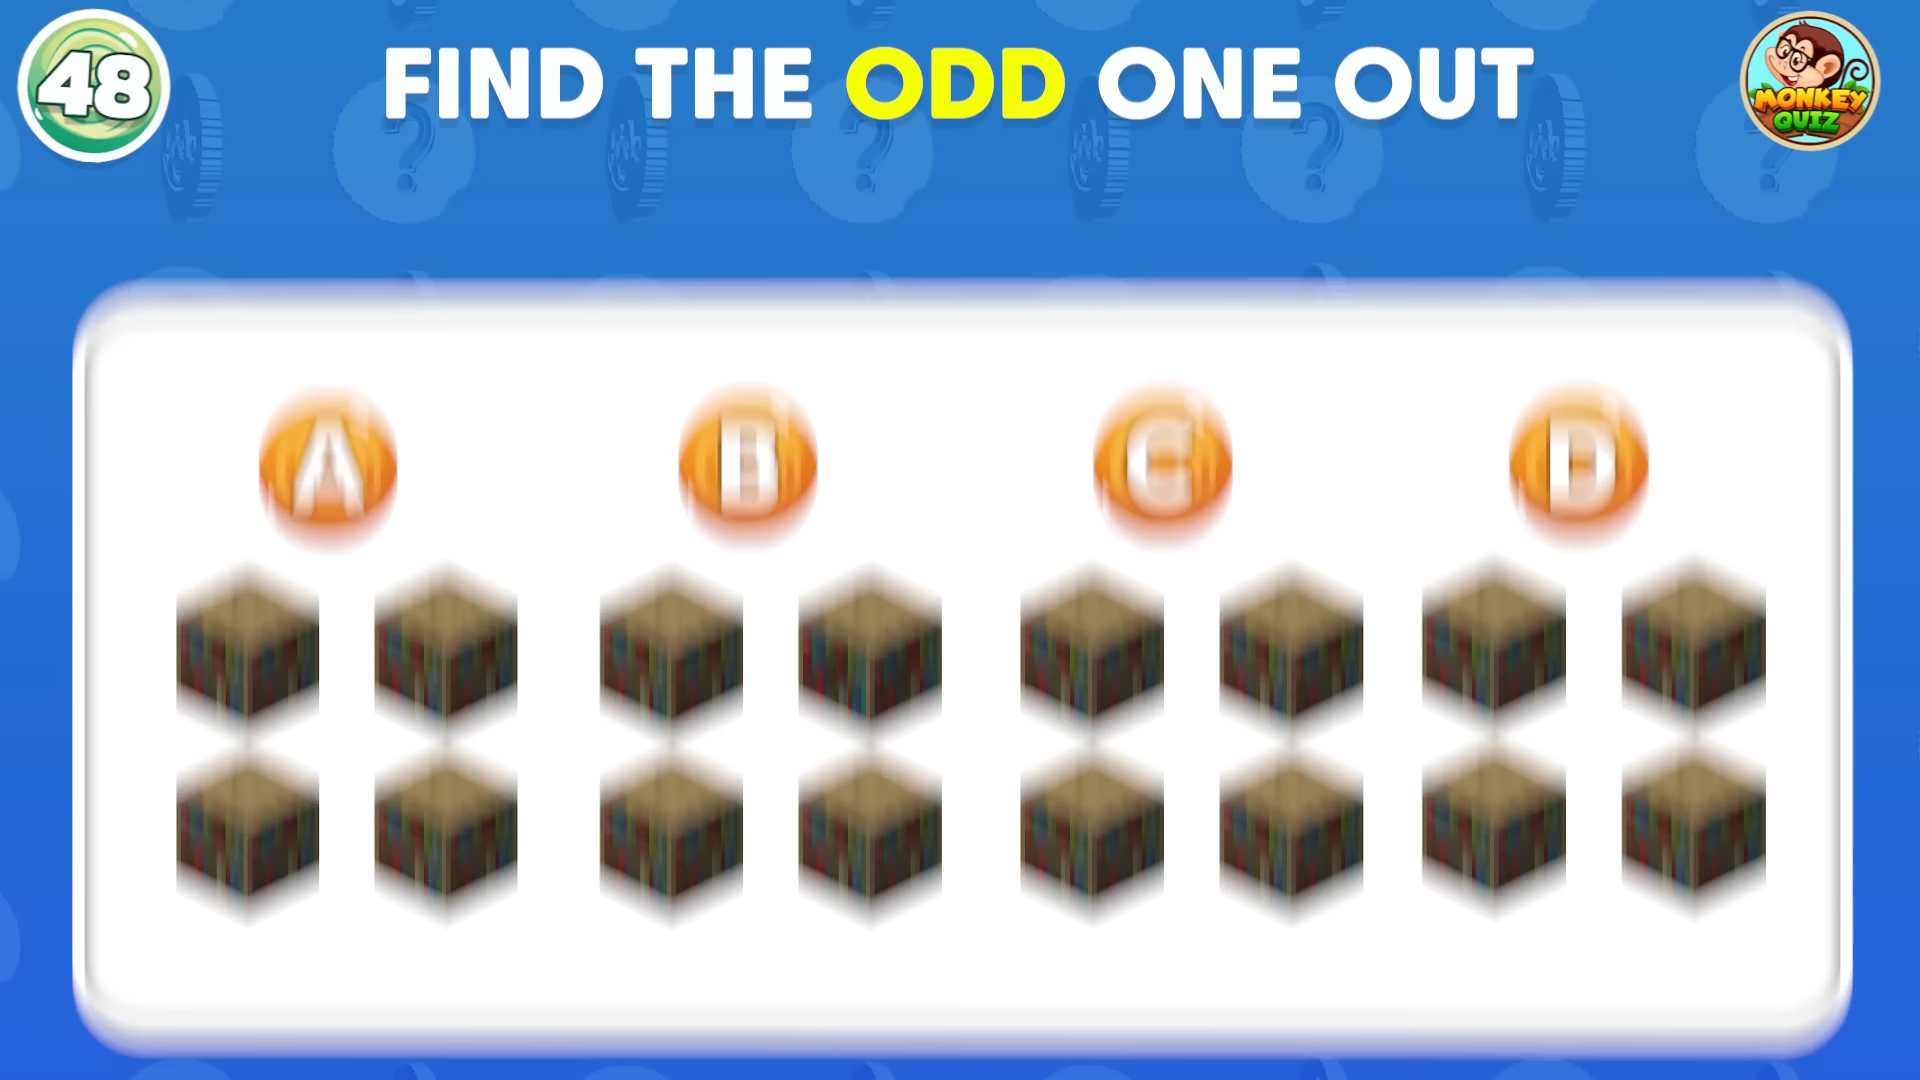 48
FIND THE ODD ONE OUT
MONKEY
QUIZ
A B C D